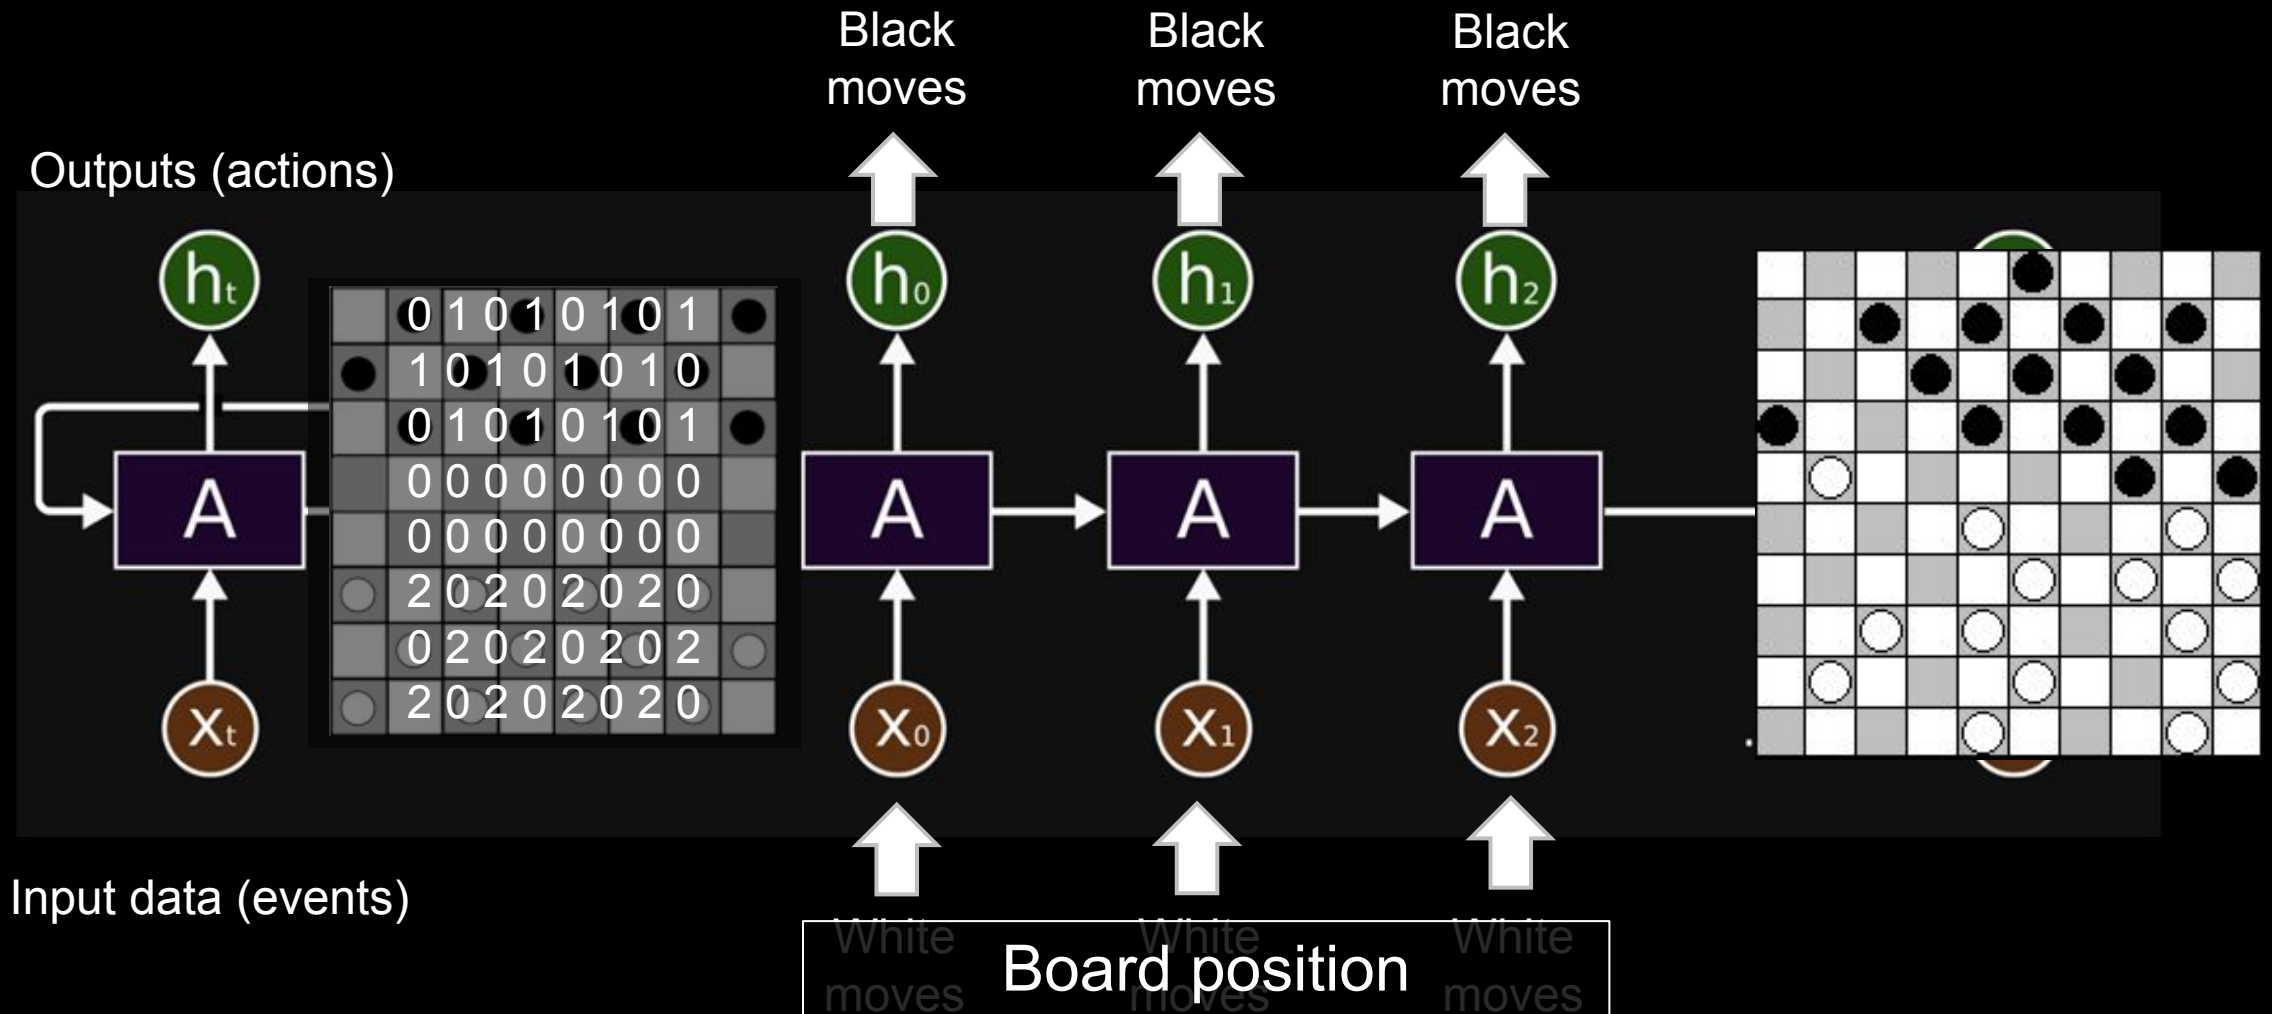 Black Black Black
moves moves moves
Outputs (actions)
ht h0 h1 h2
0 1 0 1 0 1 0 1
1 0 1 0 1 0 1 0
0 1 0 1 0 1 0 1
0 0 0 0 0 0 0 0
0 0 0 0 0 0 0 0
2 0 2 0 2 0 2 0
0 2 0 2 0 2 0 2
2 0 2 0 2 0 2 0
A A A A
xt x0 x1 x2
Input data (events)
White White White
moves moves moves
Board position